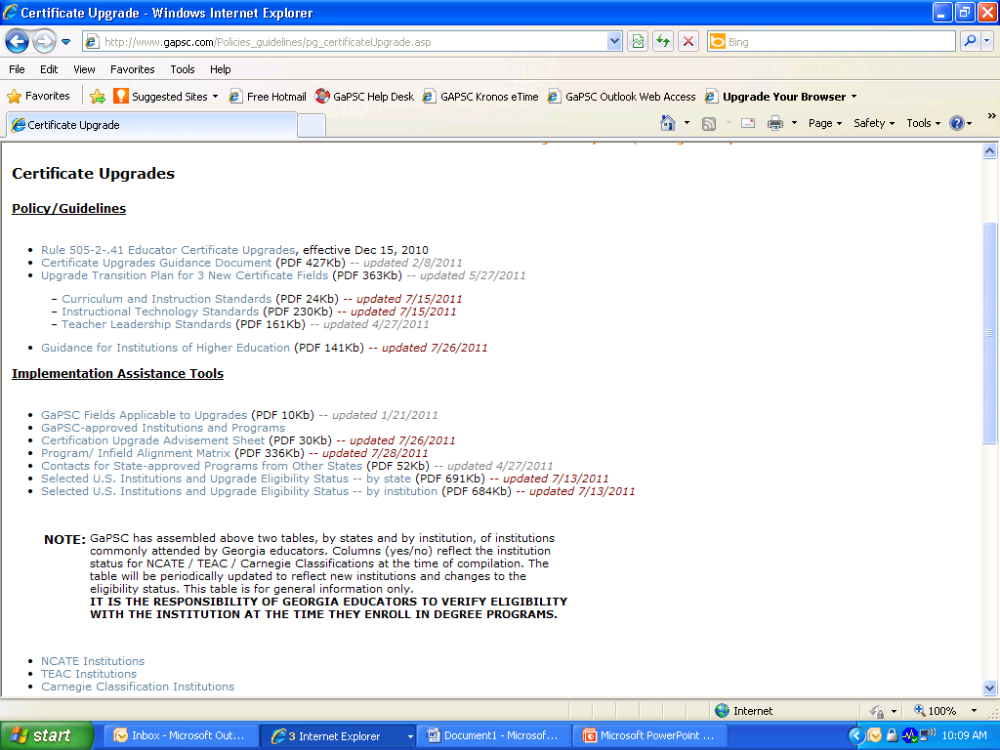 Certificate Upgrade - Windows Internet Explorer
http://www.gapsc.com/Policies_guidelines/pg_certificateUpgrade.asp
Bing
File Edit View Favorites Tools Help
Favorites Suggested Sites Free Hotmail GaPSC Help Desk GAPSC Kronos eTime GaPSC Outlook Web Access Upgrade Your Browser
Certificate Upgrade
Page Safety Tools
Certificate Upgrades
Policy/Guidelines
• Rule 505-2-.41 Educator Certificate Upgrades, effective Dec 15, 2010
• Certificate Upgrades Guidance Document (PDF 427Kb) -- updated 2/8/2011
• Upgrade Transition Plan for 3 New Certificate Fields (PDF 363Kb) -- updated 5/27/2011
– Curriculum and Instruction Standards (PDF 24Kb) -- updated 7/15/2011
– Instructional Technology Standards (PDF 230Kb) -- updated 7/15/2011
– Teacher Leadership Standards (PDF 161Kb) -- updated 4/27/2011
• Guidance for Institutions of Higher Education (PDF 141Kb) -- updated 7/26/2011
Implementation Assistance Tools
• GaPSC Fields Applicable to Upgrades (PDF 10Kb) -- updated 1/21/2011
• GaPSC-approved Institutions and Programs
• Certification Upgrade Advisement Sheet (PDF 30Kb) -- updated 7/26/2011
• Program/ Infield Alignment Matrix (PDF 336Kb) -- updated 7/28/2011
• Contacts for State-approved Programs from Other States (PDF 52Kb) -- updated 4/27/2011
• Selected U.S. Institutions and Upgrade Eligibility Status -- by state (PDF 691Kb) -- updated 7/13/2011
• Selected U.S. Institutions and Upgrade Eligibility Status -- by institution (PDF 684Kb) -- updated 7/13/2011
NOTE: GaPSC has assembled above two tables, by states and by institution, of institutions
commonly attended by Georgia educators. Columns (yes/no) reflect the institution
status for NCATE / TEAC / Carnegie Classifications at the time of compilation. The
table will be periodically updated to reflect new institutions and changes to the
eligibility status. This table is for general information only.
IT IS THE RESPONSIBILITY OF GEORGIA EDUCATORS TO VERIFY ELIGIBILITY
WITH THE INSTITUTION AT THE TIME THEY ENROLL IN DEGREE PROGRAMS.
• NCATE Institutions
• TEAC Institutions
• Carnegie Classification Institutions
Internet 100%
start Inbox - Microsoft Out... 3 Internet Explorer Document1 - Microsof... Microsoft PowerPoint ... 10:09 AM